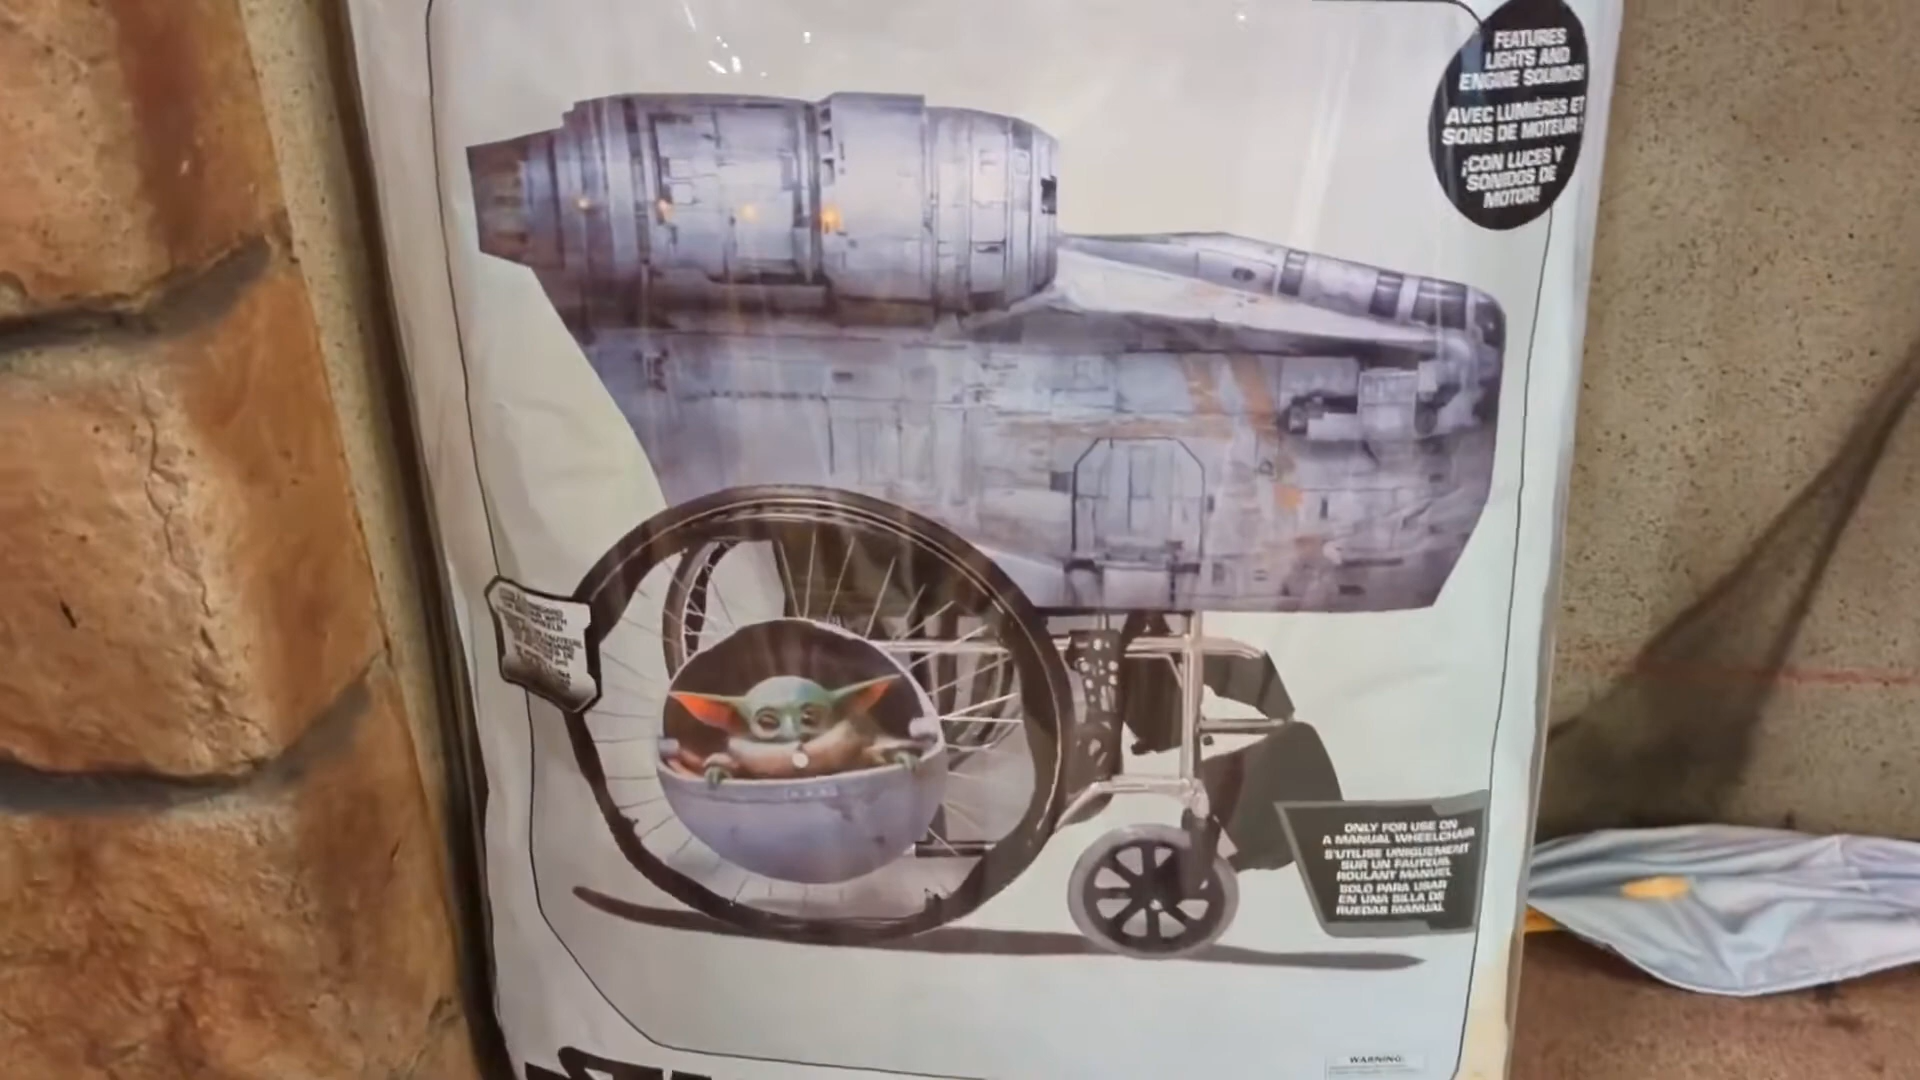 FEATURES
LIGHTS AND
ENGINE SOUNDS!
AVEC LUMIÈRES ET
SONS DE MOTEUR!
¡CON LUCES Y
SONIDOS DE
MOTOR!
ONLY FOR USE ON
A MANUAL WHEELCHAIR
S'UTILISE UNIQUEMENT
SUR UN FAUTEUIL
ROULANT MANUEL
SOLO PARA USAR
EN UNA SILLA DE
RUEDAS MANUAL
WARNING: